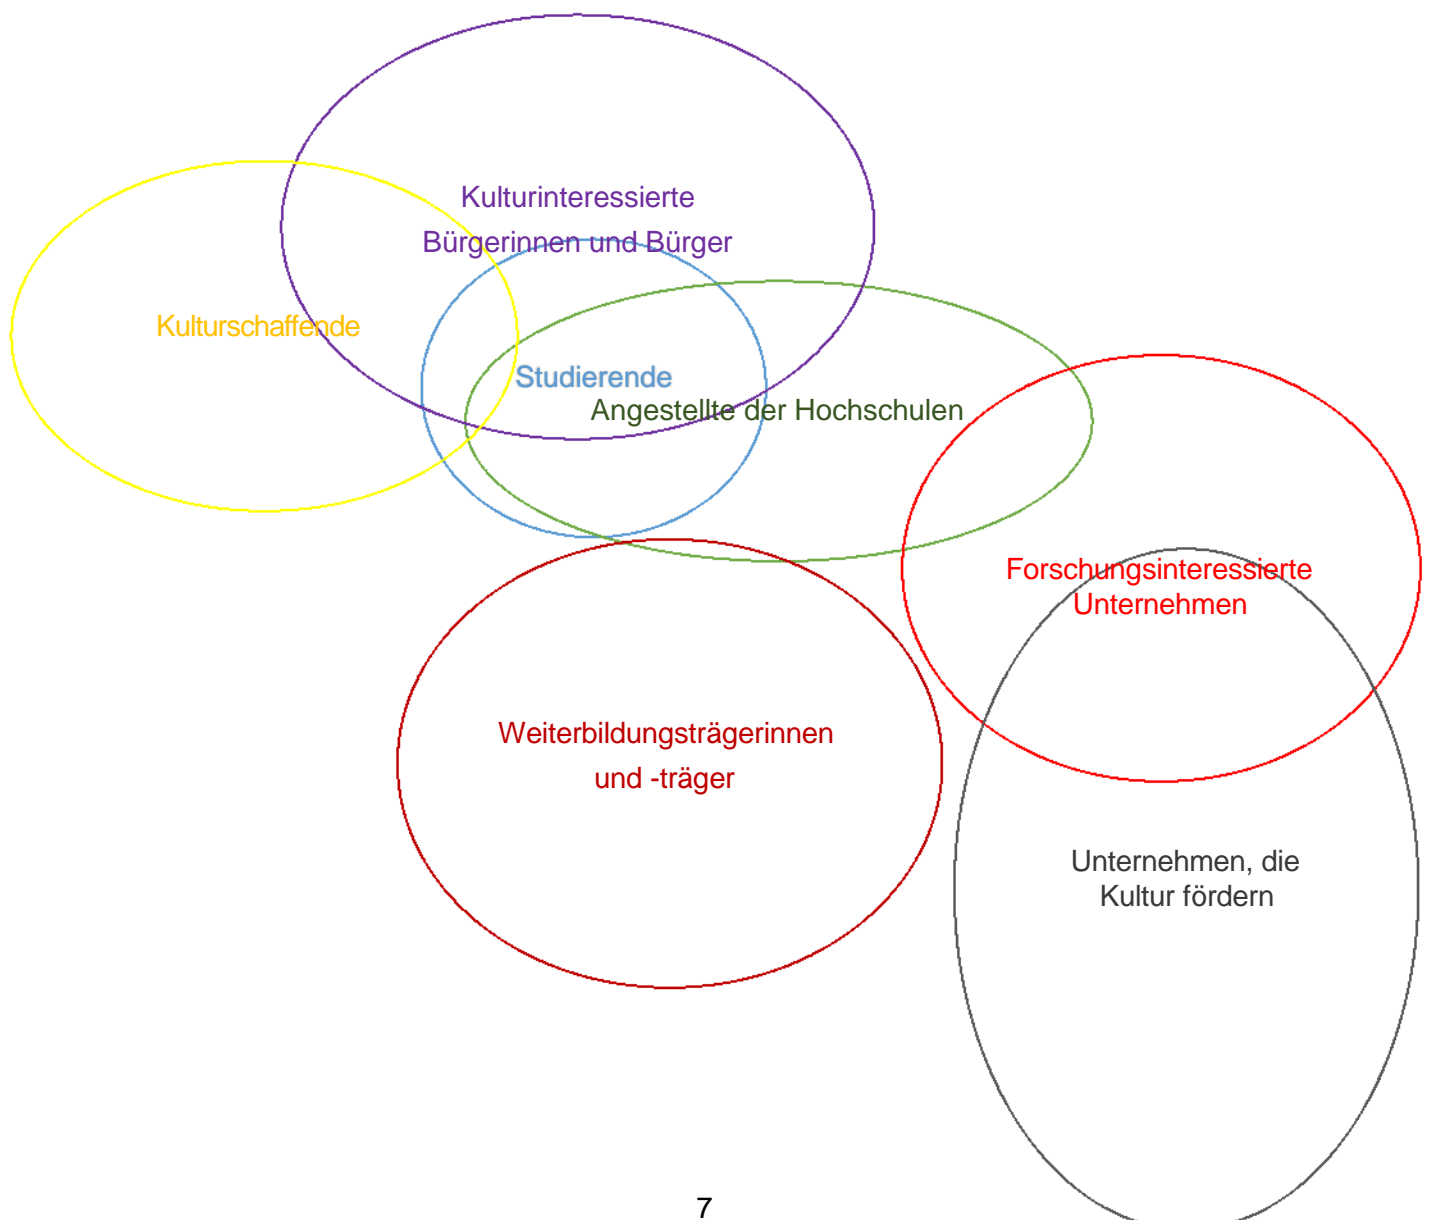 Kulturinteressierte
Bürgerinnen und Bürger
Kulturschaffende
Studierende
Angestellte der Hochschulen
Forschungsinteressierte
Unternehmen
Weiterbildungsträgerinnen
und -träger
Unternehmen, die
Kultur fördern
7